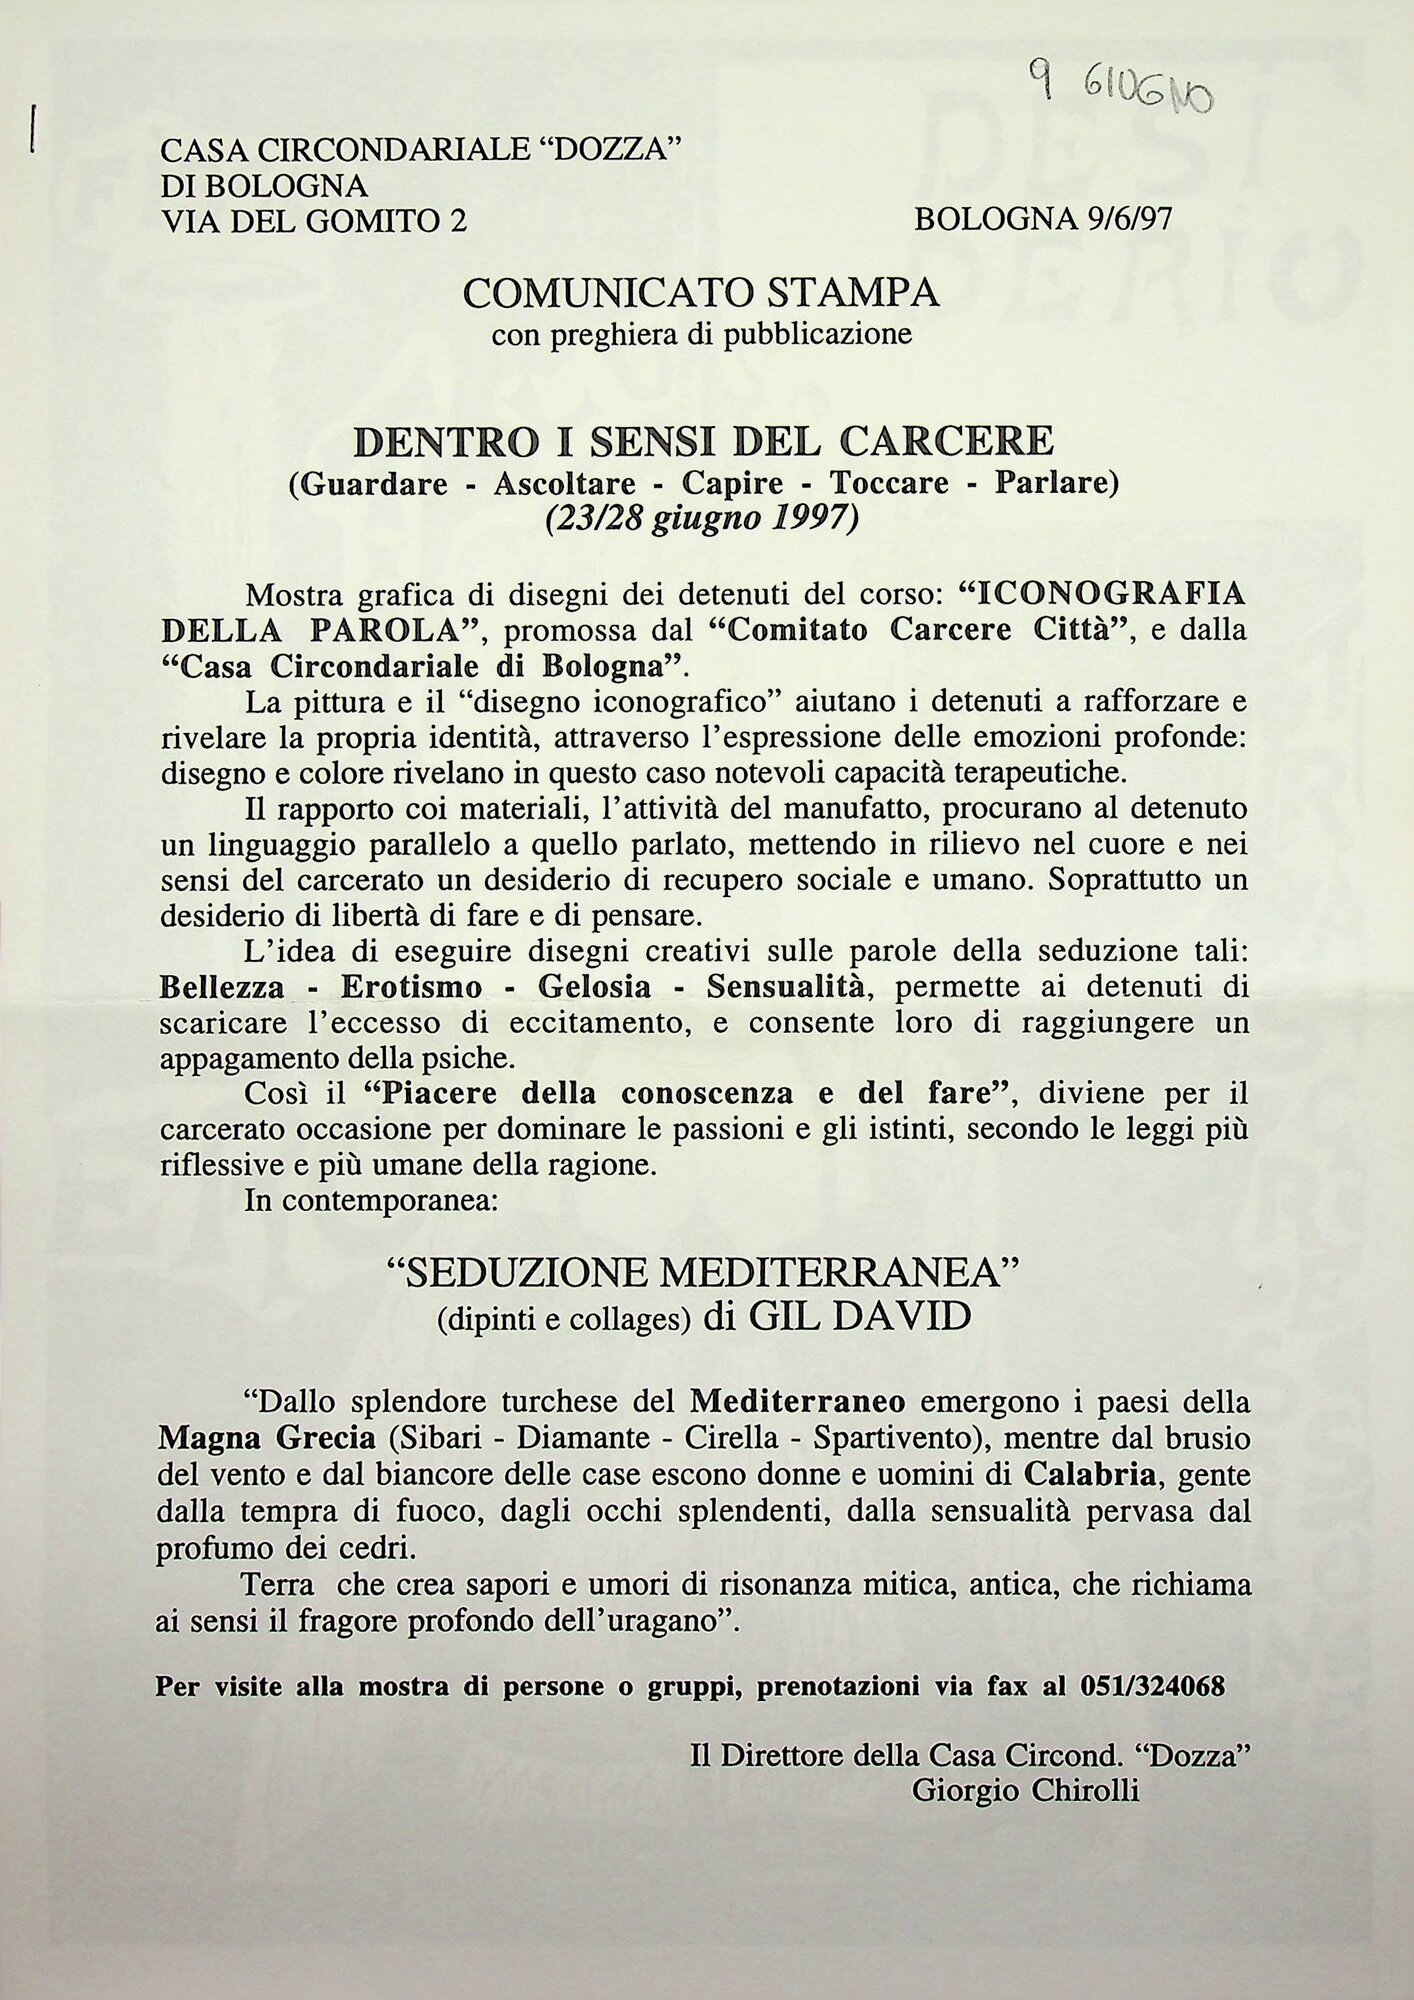 9 GIUGNO
CASA CIRCONDARIALE “DOZZA”
DI BOLOGNA
VIA DEL GOMITO 2
BOLOGNA 9/6/97
COMUNICATO STAMPA
con preghiera di pubblicazione
DENTRO I SENSI DEL CARCERE
(Guardare - Ascoltare - Capire - Toccare - Parlare)
(23/28 giugno 1997)
Mostra grafica di disegni dei detenuti del corso: “ICONOGRAFIA
DELLA PAROLA”, promossa dal “Comitato Carcere Città”, e dalla
“Casa Circondariale di Bologna”.
La pittura e il “disegno iconografico” aiutano i detenuti a rafforzare e
rivelare la propria identità, attraverso l’espressione delle emozioni profonde:
disegno e colore rivelano in questo caso notevoli capacità terapeutiche.
Il rapporto coi materiali, l’attività del manufatto, procurano al detenuto
un linguaggio parallelo a quello parlato, mettendo in rilievo nel cuore e nei
sensi del carcerato un desiderio di recupero sociale e umano. Soprattutto un
desiderio di libertà di fare e di pensare.
L’idea di eseguire disegni creativi sulle parole della seduzione tali:
Bellezza - Erotismo - Gelosia - Sensualità, permette ai detenuti di
scaricare l’eccesso di eccitamento, e consente loro di raggiungere un
appagamento della psiche.
Così il “Piacere della conoscenza e del fare”, diviene per il
carcerato occasione per dominare le passioni e gli istinti, secondo le leggi più
riflessive e più umane della ragione.
In contemporanea:
“SEDUZIONE MEDITERRANEA”
(dipinti e collages) di GIL DAVID
“Dallo splendore turchese del Mediterraneo emergono i paesi della
Magna Grecia (Sibari - Diamante - Cirella - Spartivento), mentre dal brusio
del vento e dal biancore delle case escono donne e uomini di Calabria, gente
dalla tempra di fuoco, dagli occhi splendenti, dalla sensualità pervasa dal
profumo dei cedri.
Terra che crea sapori e umori di risonanza mitica, antica, che richiama
ai sensi il fragore profondo dell’uragano”.
Per visite alla mostra di persone o gruppi, prenotazioni via fax al 051/324068
Il Direttore della Casa Circond. “Dozza”
Giorgio Chirolli